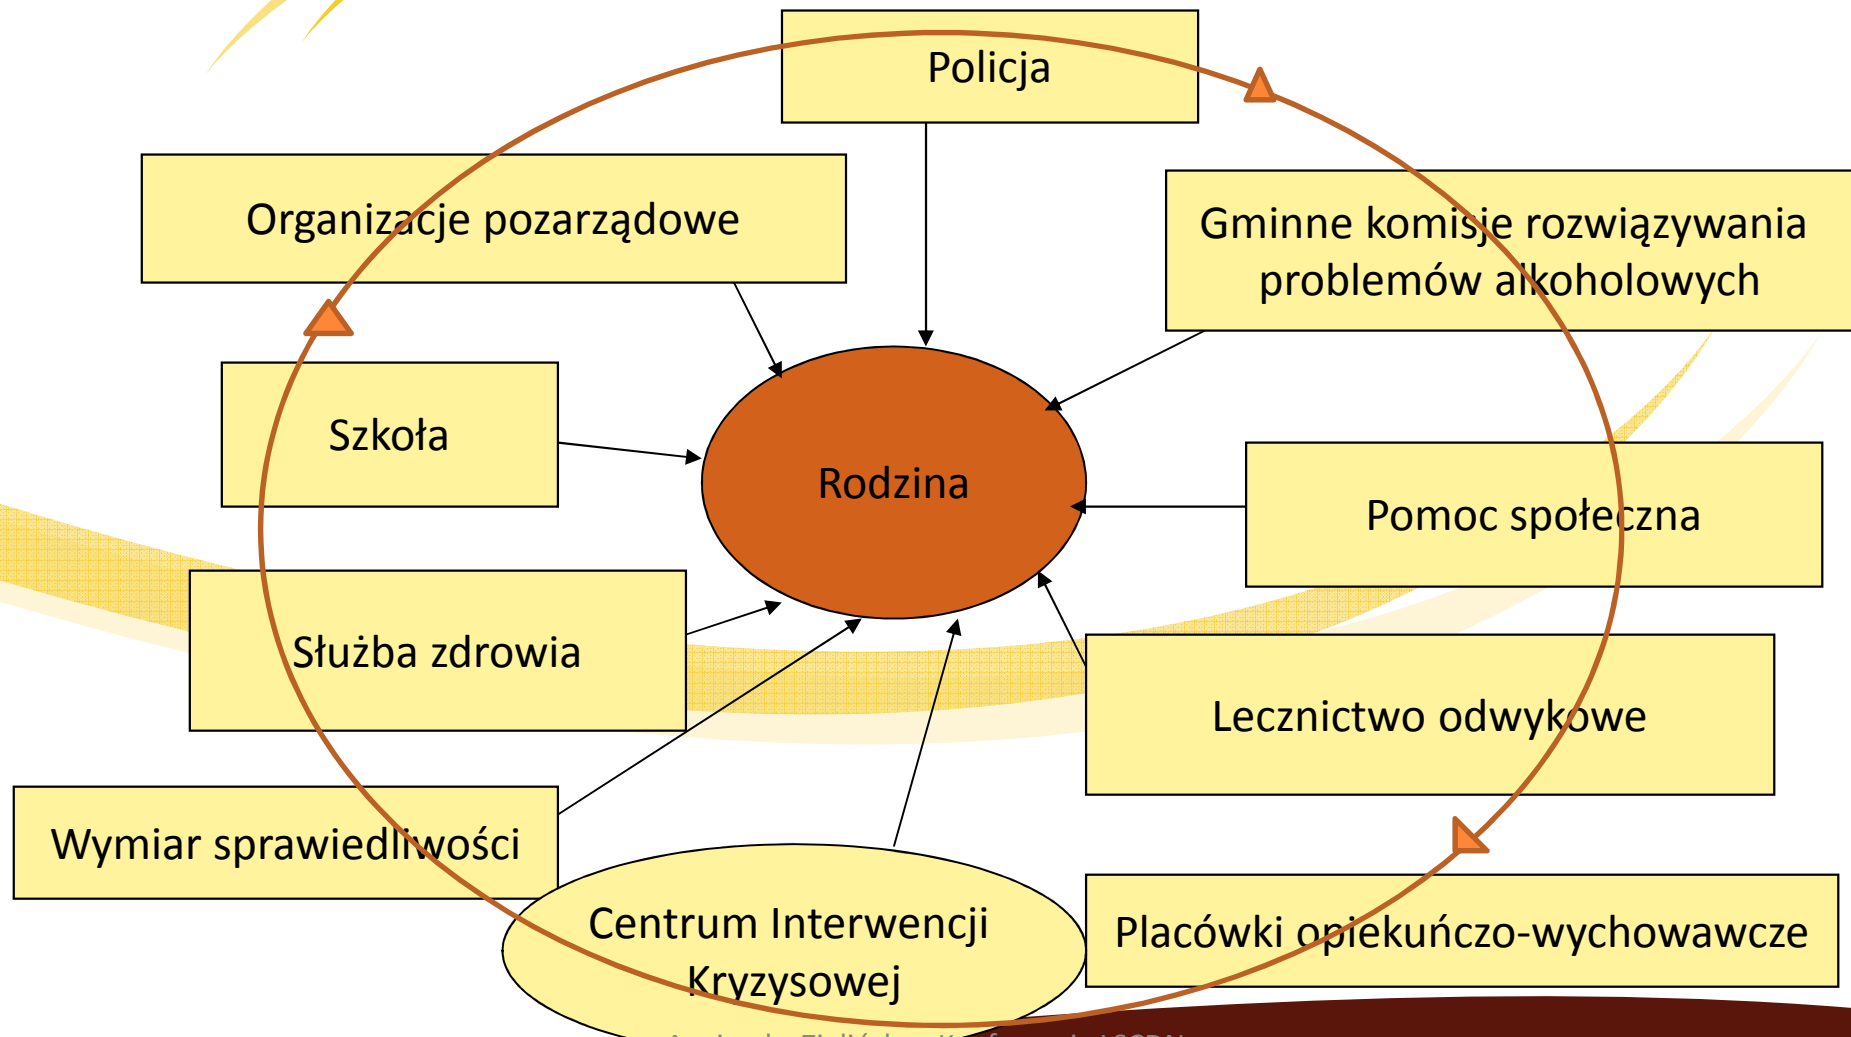 Policja
Organizacje pozarządowe
Gminne komisje rozwiązywania
problemów alkoholowych
Szkoła
Rodzina
Pomoc społeczna
Służba zdrowia
Lecznictwo odwykowe
Wymiar sprawiedliwości
Centrum Interwencji
Kryzysowej
Placówki opiekuńczo-wychowawcze